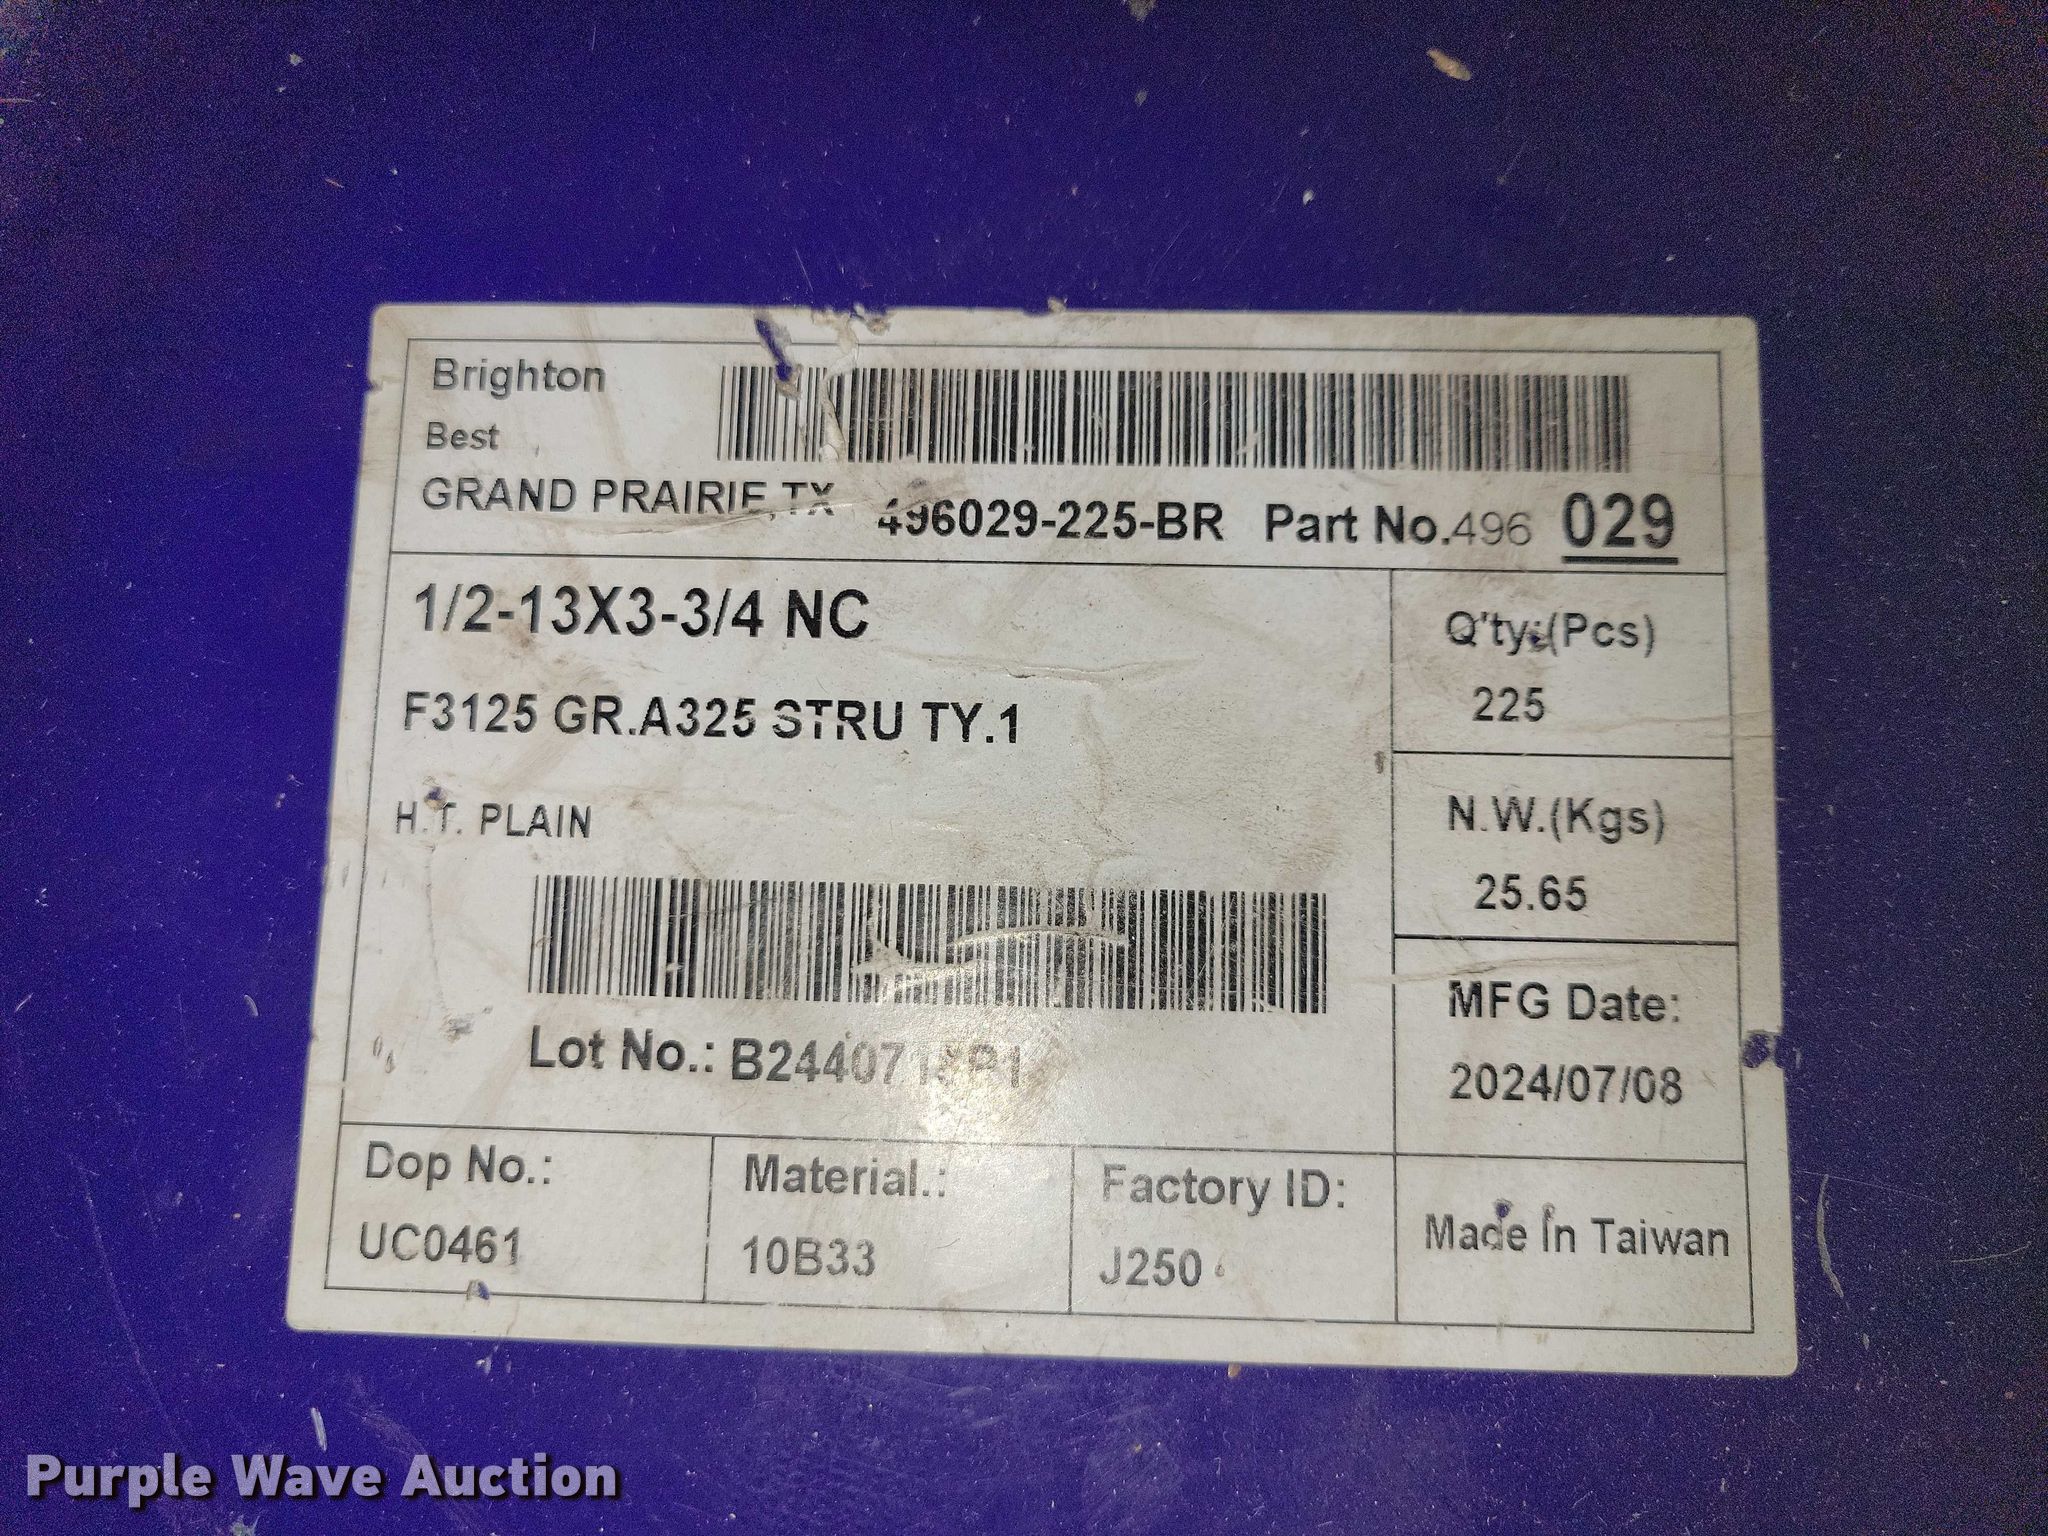 Brighton
Best
GRAND PRAIRIE, TX
496029-225-BR Part No.496 029
1/2-13X3-3/4 NC
F3125 GR.A325 STRU TY.1
H.T. PLAIN
Lot No.:
Q'ty:(Pcs)
225
N.W.(Kgs)
25.65
MFG Date:
2024/07/08
Dop No.:
UC0461
Material.:
10B33
Factory ID:
J250
Made In Taiwan
Purple Wave Auction